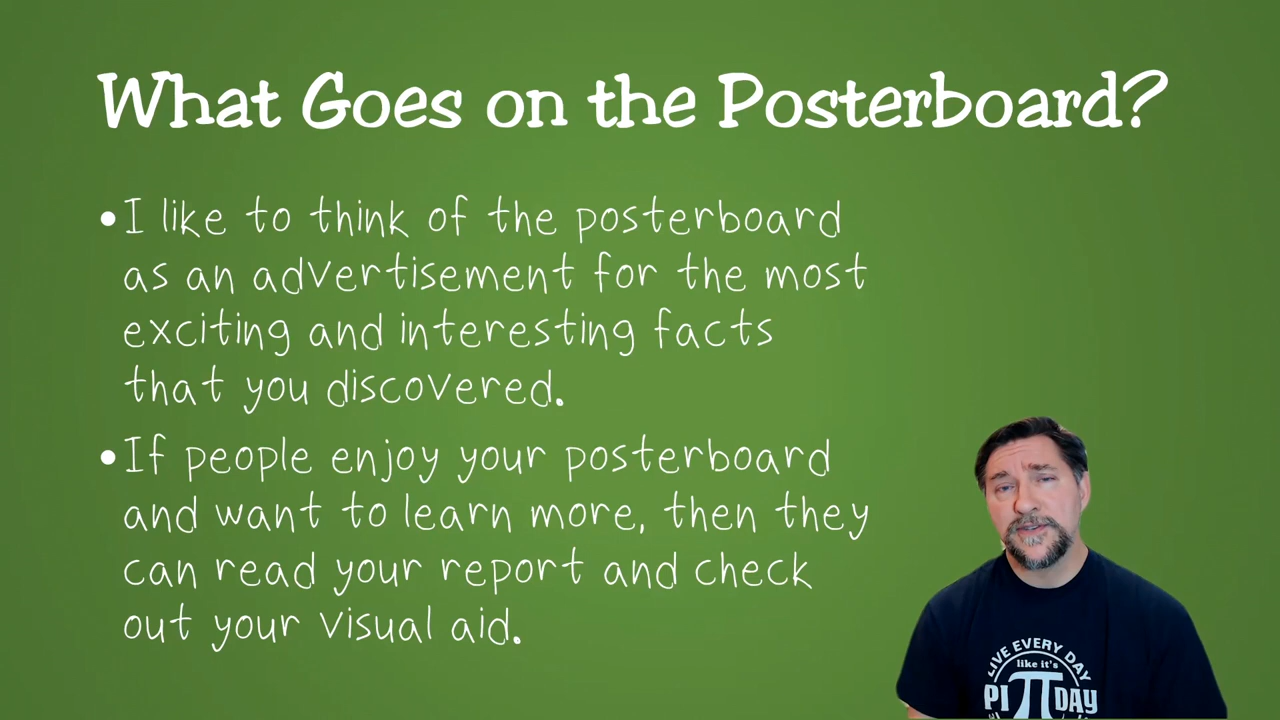 What Goes on the Posterboard?
•I like to think of the posterboard
as an advertisement for the most
exciting and interesting facts
that you discovered.
•If people enjoy your posterboard
and want to learn more, then they
can read your report and check
out your visual aid.
LIVE EVERY DAY
like it's
PI π DAY